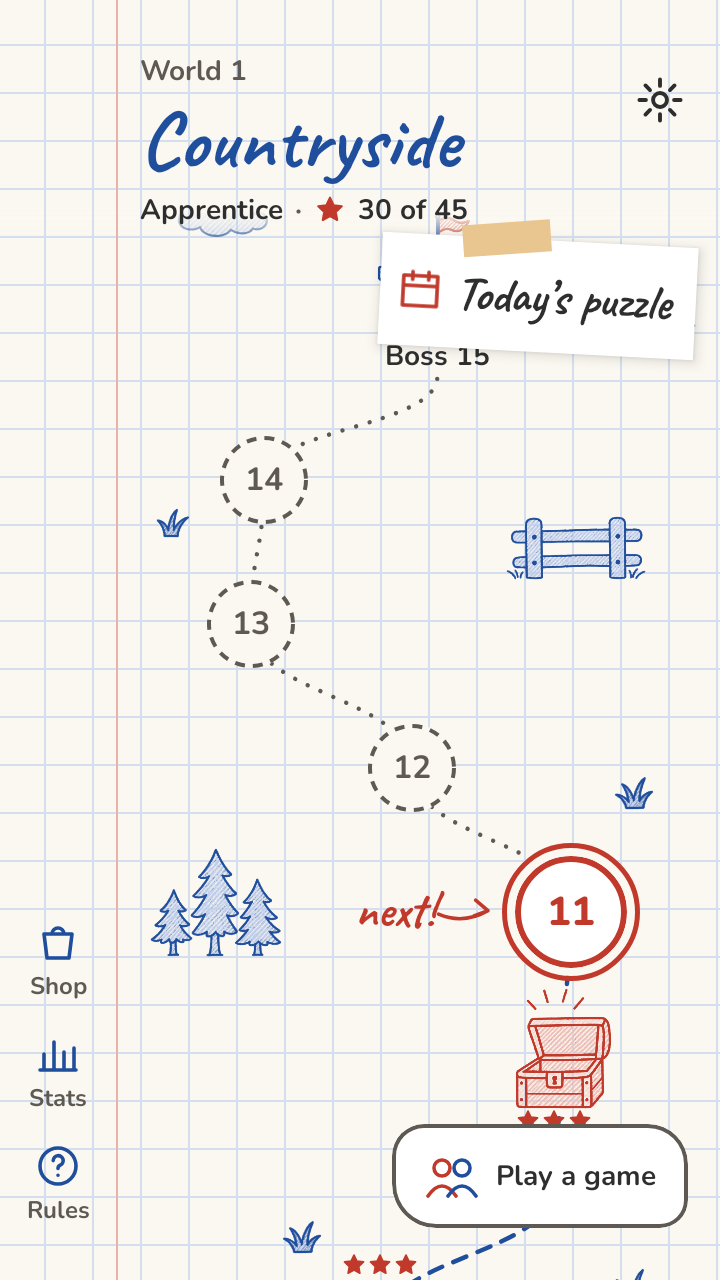 World 1
Countryside
Apprentice · 30 of 45
Today's puzzle
Boss 15
14
13
12
next!
11
Shop
Stats
Play a game
Rules